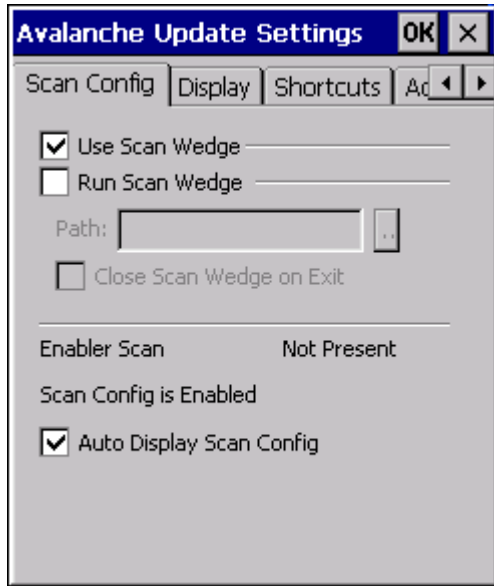 Avalanche Update Settings OK ×
Scan Config Display Shortcuts
Use Scan Wedge
Run Scan Wedge
Path: ..
Close Scan Wedge on Exit
Enabler Scan Not Present
Scan Config is Enabled
Auto Display Scan Config